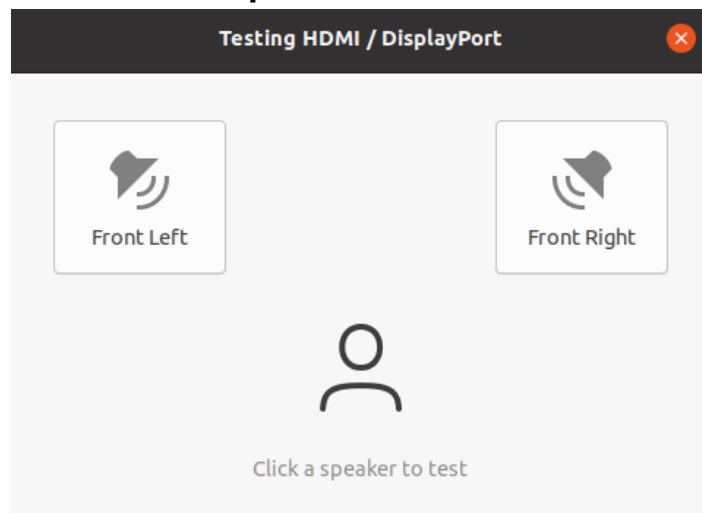 Testing HDMI / DisplayPort
Front Left
Front Right
Click a speaker to test